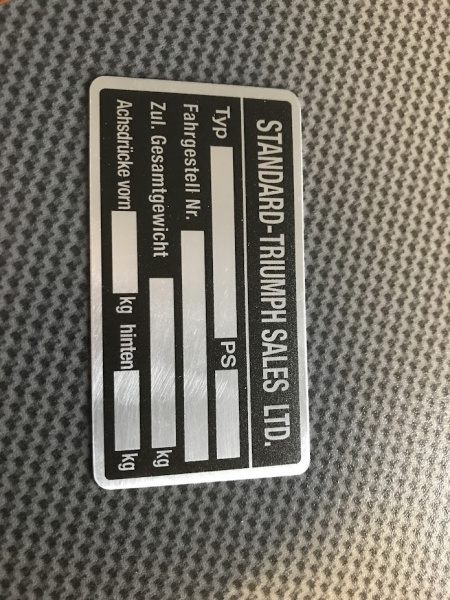 STANDARD-TRIUMPH SALES LTD.
Typ PS
Fahrgestell Nr.
Zul. Gesamtgewicht kg
Achsdrücke vorn kg hinten kg